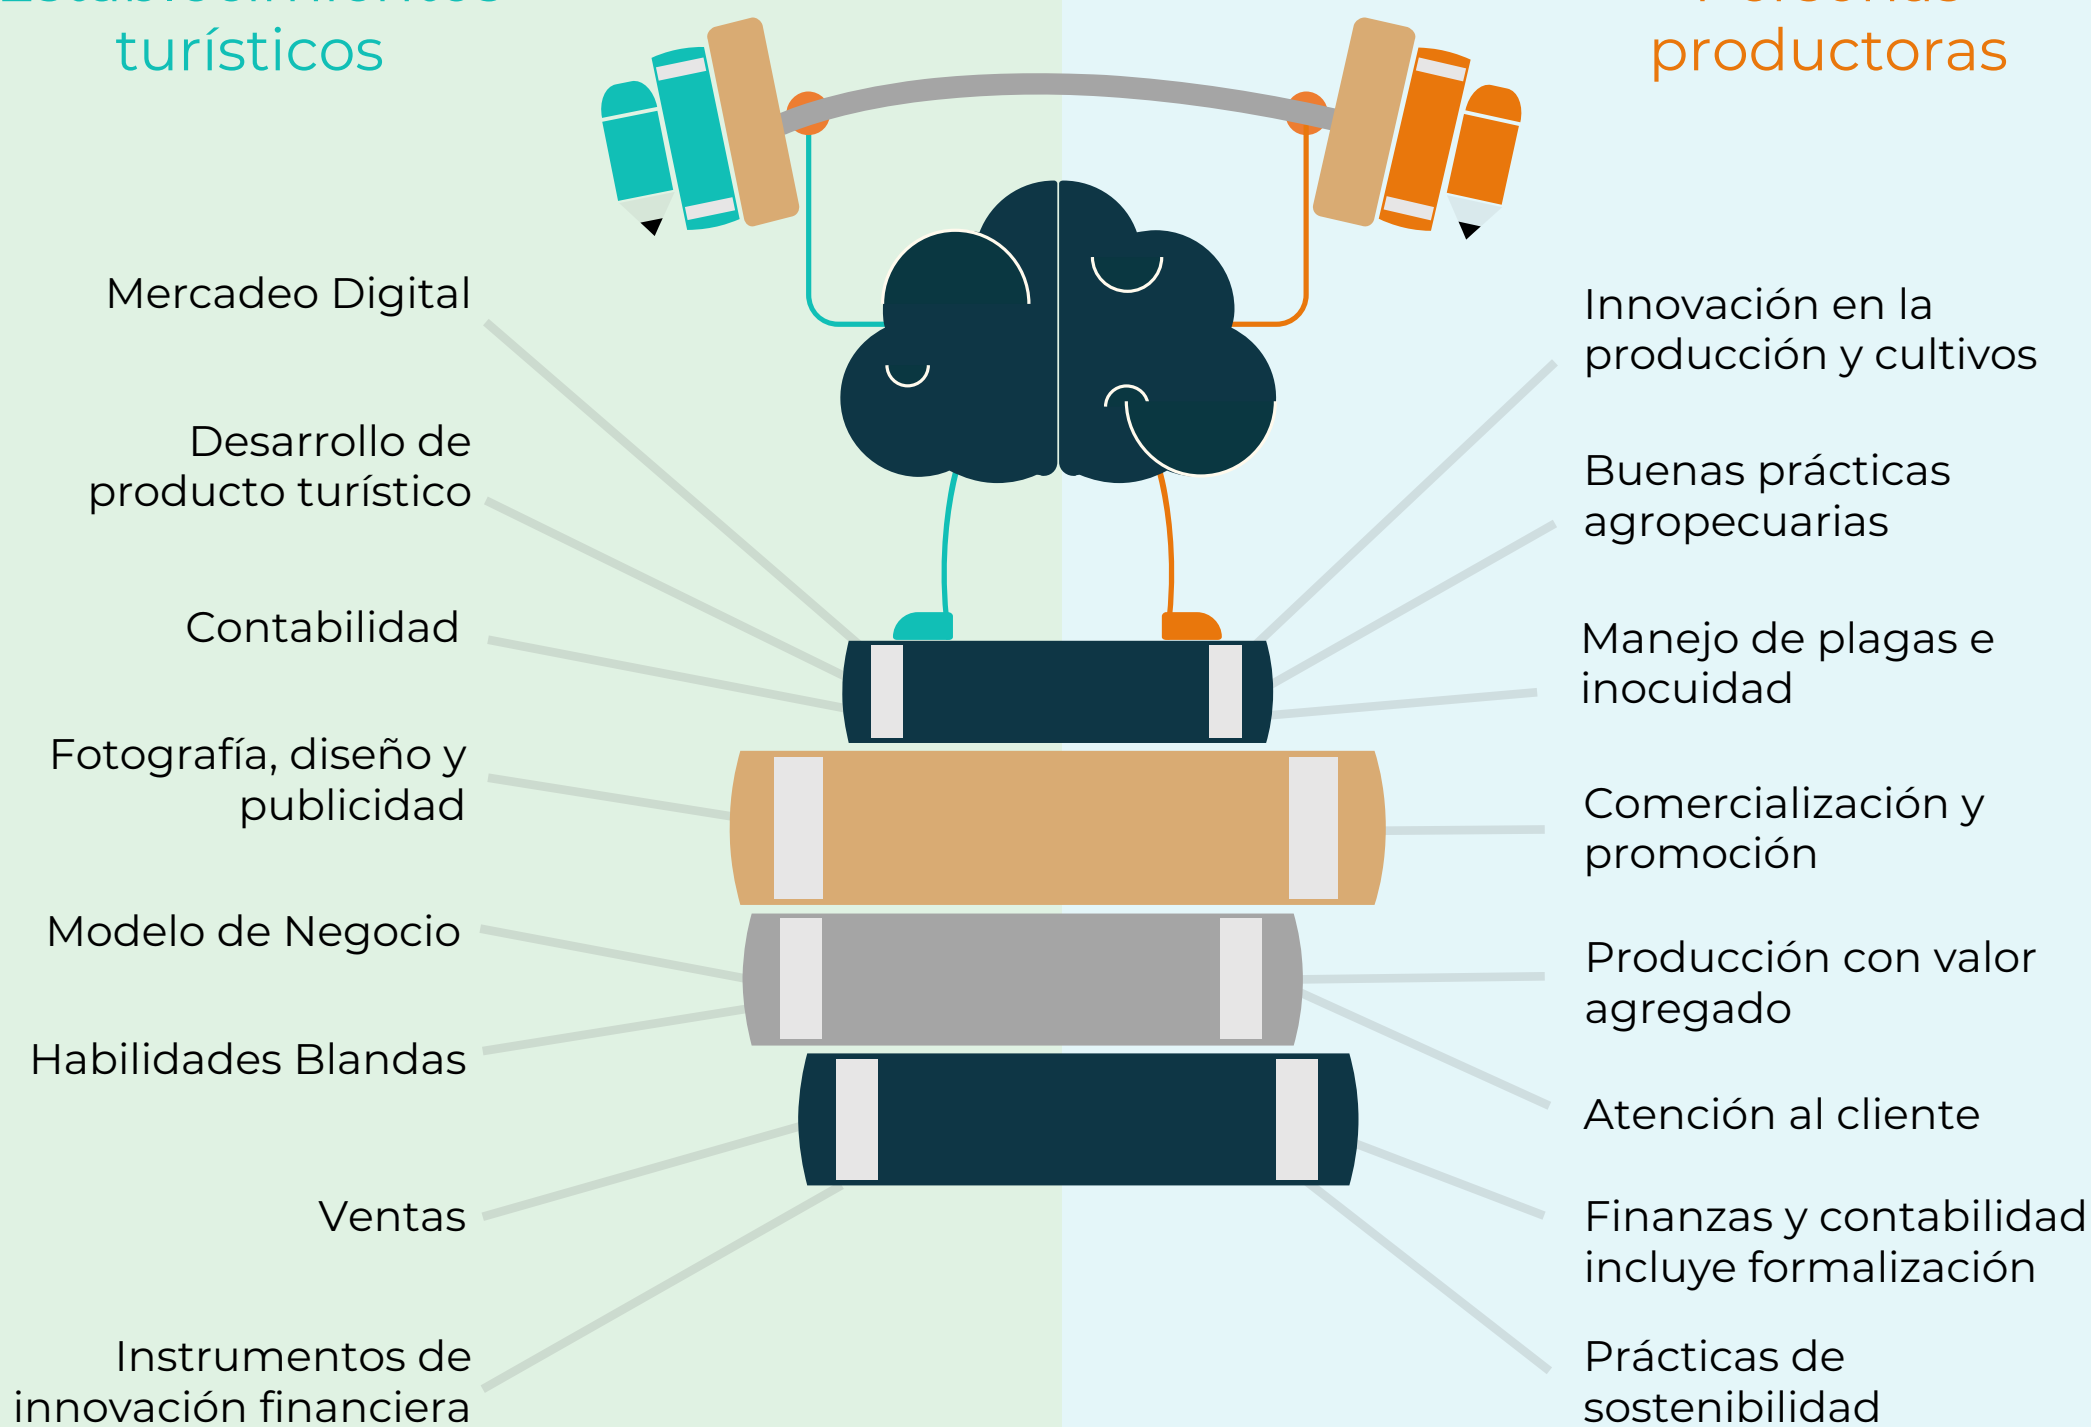 Establecimientos
turísticos
Mercadeo Digital
Desarrollo de
producto turístico
Contabilidad
Fotografía, diseño y
publicidad
Modelo de Negocio
Habilidades Blandas
Ventas
Instrumentos de
innovación financiera
Personas
productoras
Innovación en la
producción y cultivos
Buenas prácticas
agropecuarias
Manejo de plagas e
inocuidad
Comercialización y
promoción
Producción con valor
agregado
Atención al cliente
Finanzas y contabilidad
incluye formalización
Prácticas de
sostenibilidad